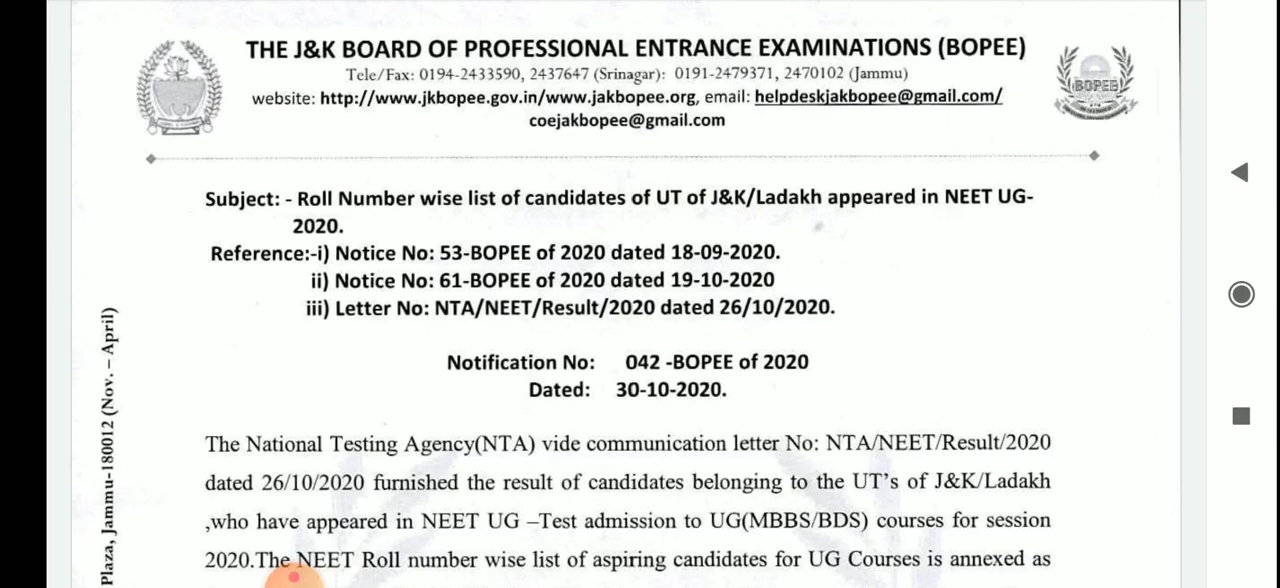 THE J&K BOARD OF PROFESSIONAL ENTRANCE EXAMINATIONS (BOPEE)
Tele/Fax: 0194-2433590, 2437647 (Srinagar): 0191-2479371, 2470102 (Jammu)
website: http://www.jkbopee.gov.in/www.jakbopee.org, email: helpdeskjakbopee@gmail.com/
coejakbopee@gmail.com
BOPEE
Subject: - Roll Number wise list of candidates of UT of J&K/Ladakh appeared in NEET UG-
2020.
Reference:-i) Notice No: 53-BOPEE of 2020 dated 18-09-2020.
ii) Notice No: 61-BOPEE of 2020 dated 19-10-2020
iii) Letter No: NTA/NEET/Result/2020 dated 26/10/2020.
Notification No: 042 -BOPEE of 2020
Dated: 30-10-2020.
Plaza, Jammu-180012 (Nov. – April)
The National Testing Agency(NTA) vide communication letter No: NTA/NEET/Result/2020
dated 26/10/2020 furnished the result of candidates belonging to the UT's of J&K/Ladakh
,who have appeared in NEET UG –Test admission to UG(MBBS/BDS) courses for session
2020.The NEET Roll number wise list of aspiring candidates for UG Courses is annexed as